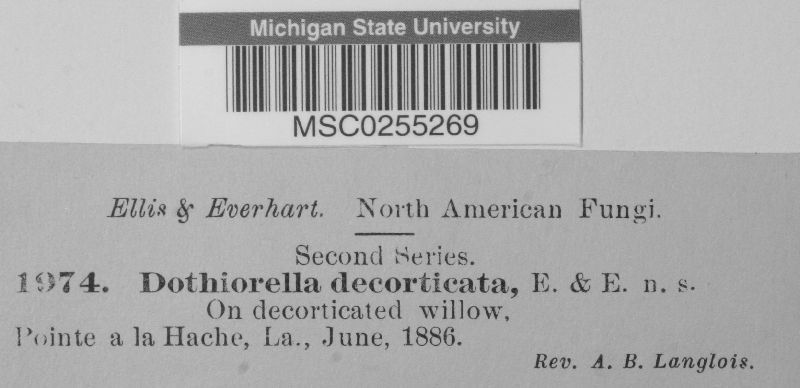 Michigan State University
MSC0255269
Ellis & Everhart. North American Fungi.
Second Series.
1974. Dothiorella decorticata, E. & E. n. s.
On decorticated willow,
Pointe a la Hache, La., June, 1886.
Rev. A. B. Langlois.